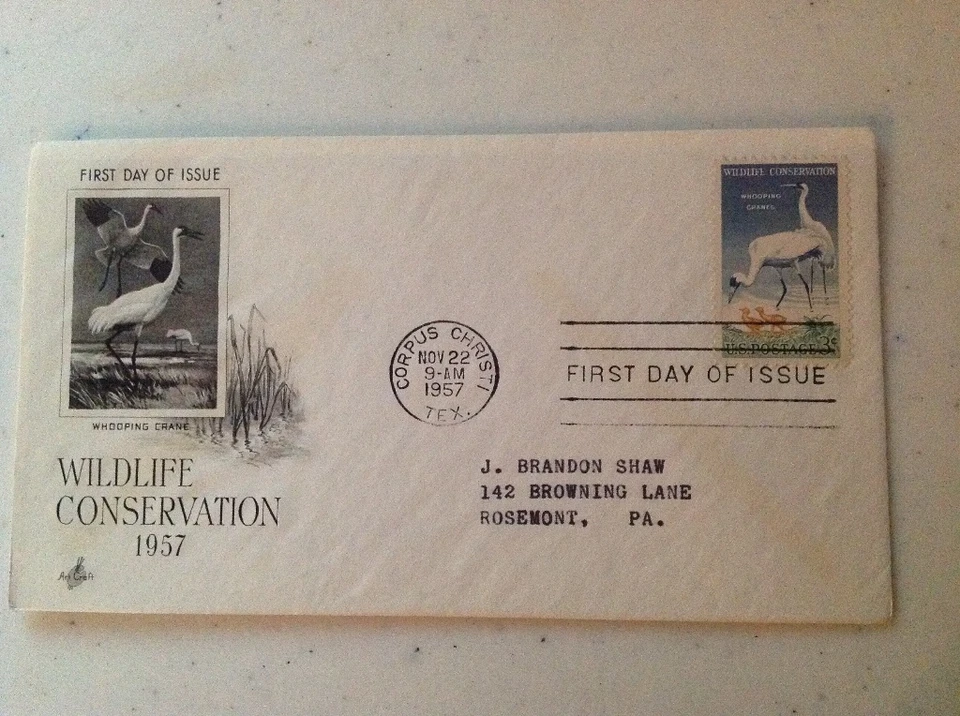 FIRST DAY OF ISSUE
WHOOPING CRANE
WILDLIFE
CONSERVATION
1957
Art Craft
CORPUS CHRISTI
NOV 22
9-AM
1957
TEX.
WILDLIFE CONSERVATION
WHOOPING
CRANES
U.S. POSTAGE 3¢
FIRST DAY OF ISSUE
J. BRANDON SHAW
142 BROWNING LANE
ROSEMONT, PA.